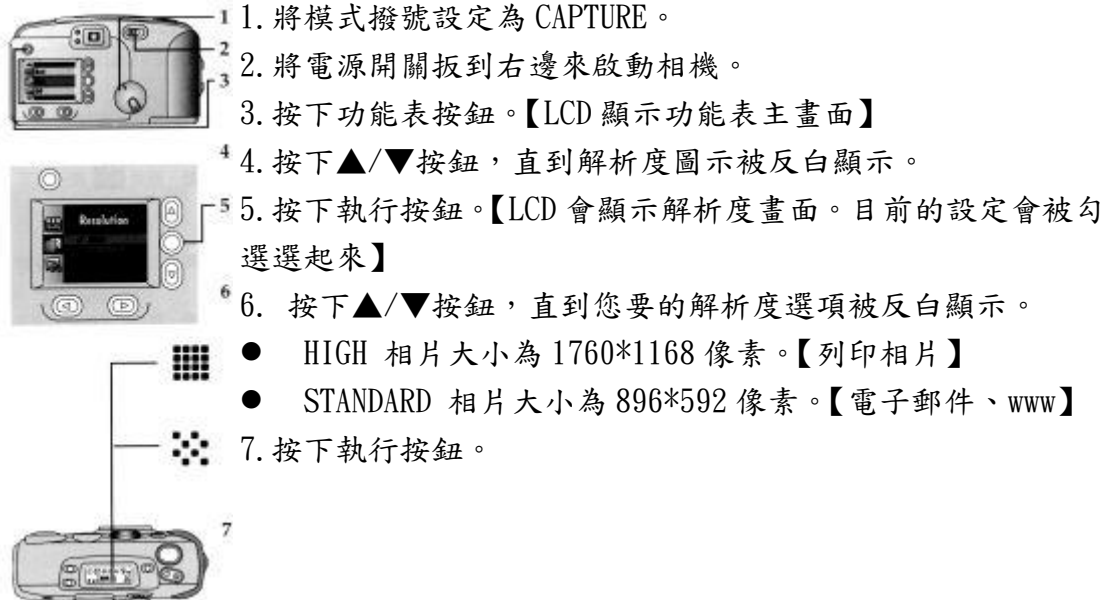 1 1.將模式撥號設定為 CAPTURE。
2 2.將電源開關扳到右邊來啟動相機。
3 3.按下功能表按鈕。【LCD 顯示功能表主畫面】
4 4.按下▲/▼按鈕，直到解析度圖示被反白顯示。
Resolution
5 5.按下執行按鈕。【LCD 會顯示解析度畫面。目前的設定會被勾
選選起來】
6 6. 按下▲/▼按鈕，直到您要的解析度選項被反白顯示。
● HIGH 相片大小為 1760*1168 像素。【列印相片】
● STANDARD 相片大小為 896*592 像素。【電子郵件、www】
7.按下執行按鈕。
7